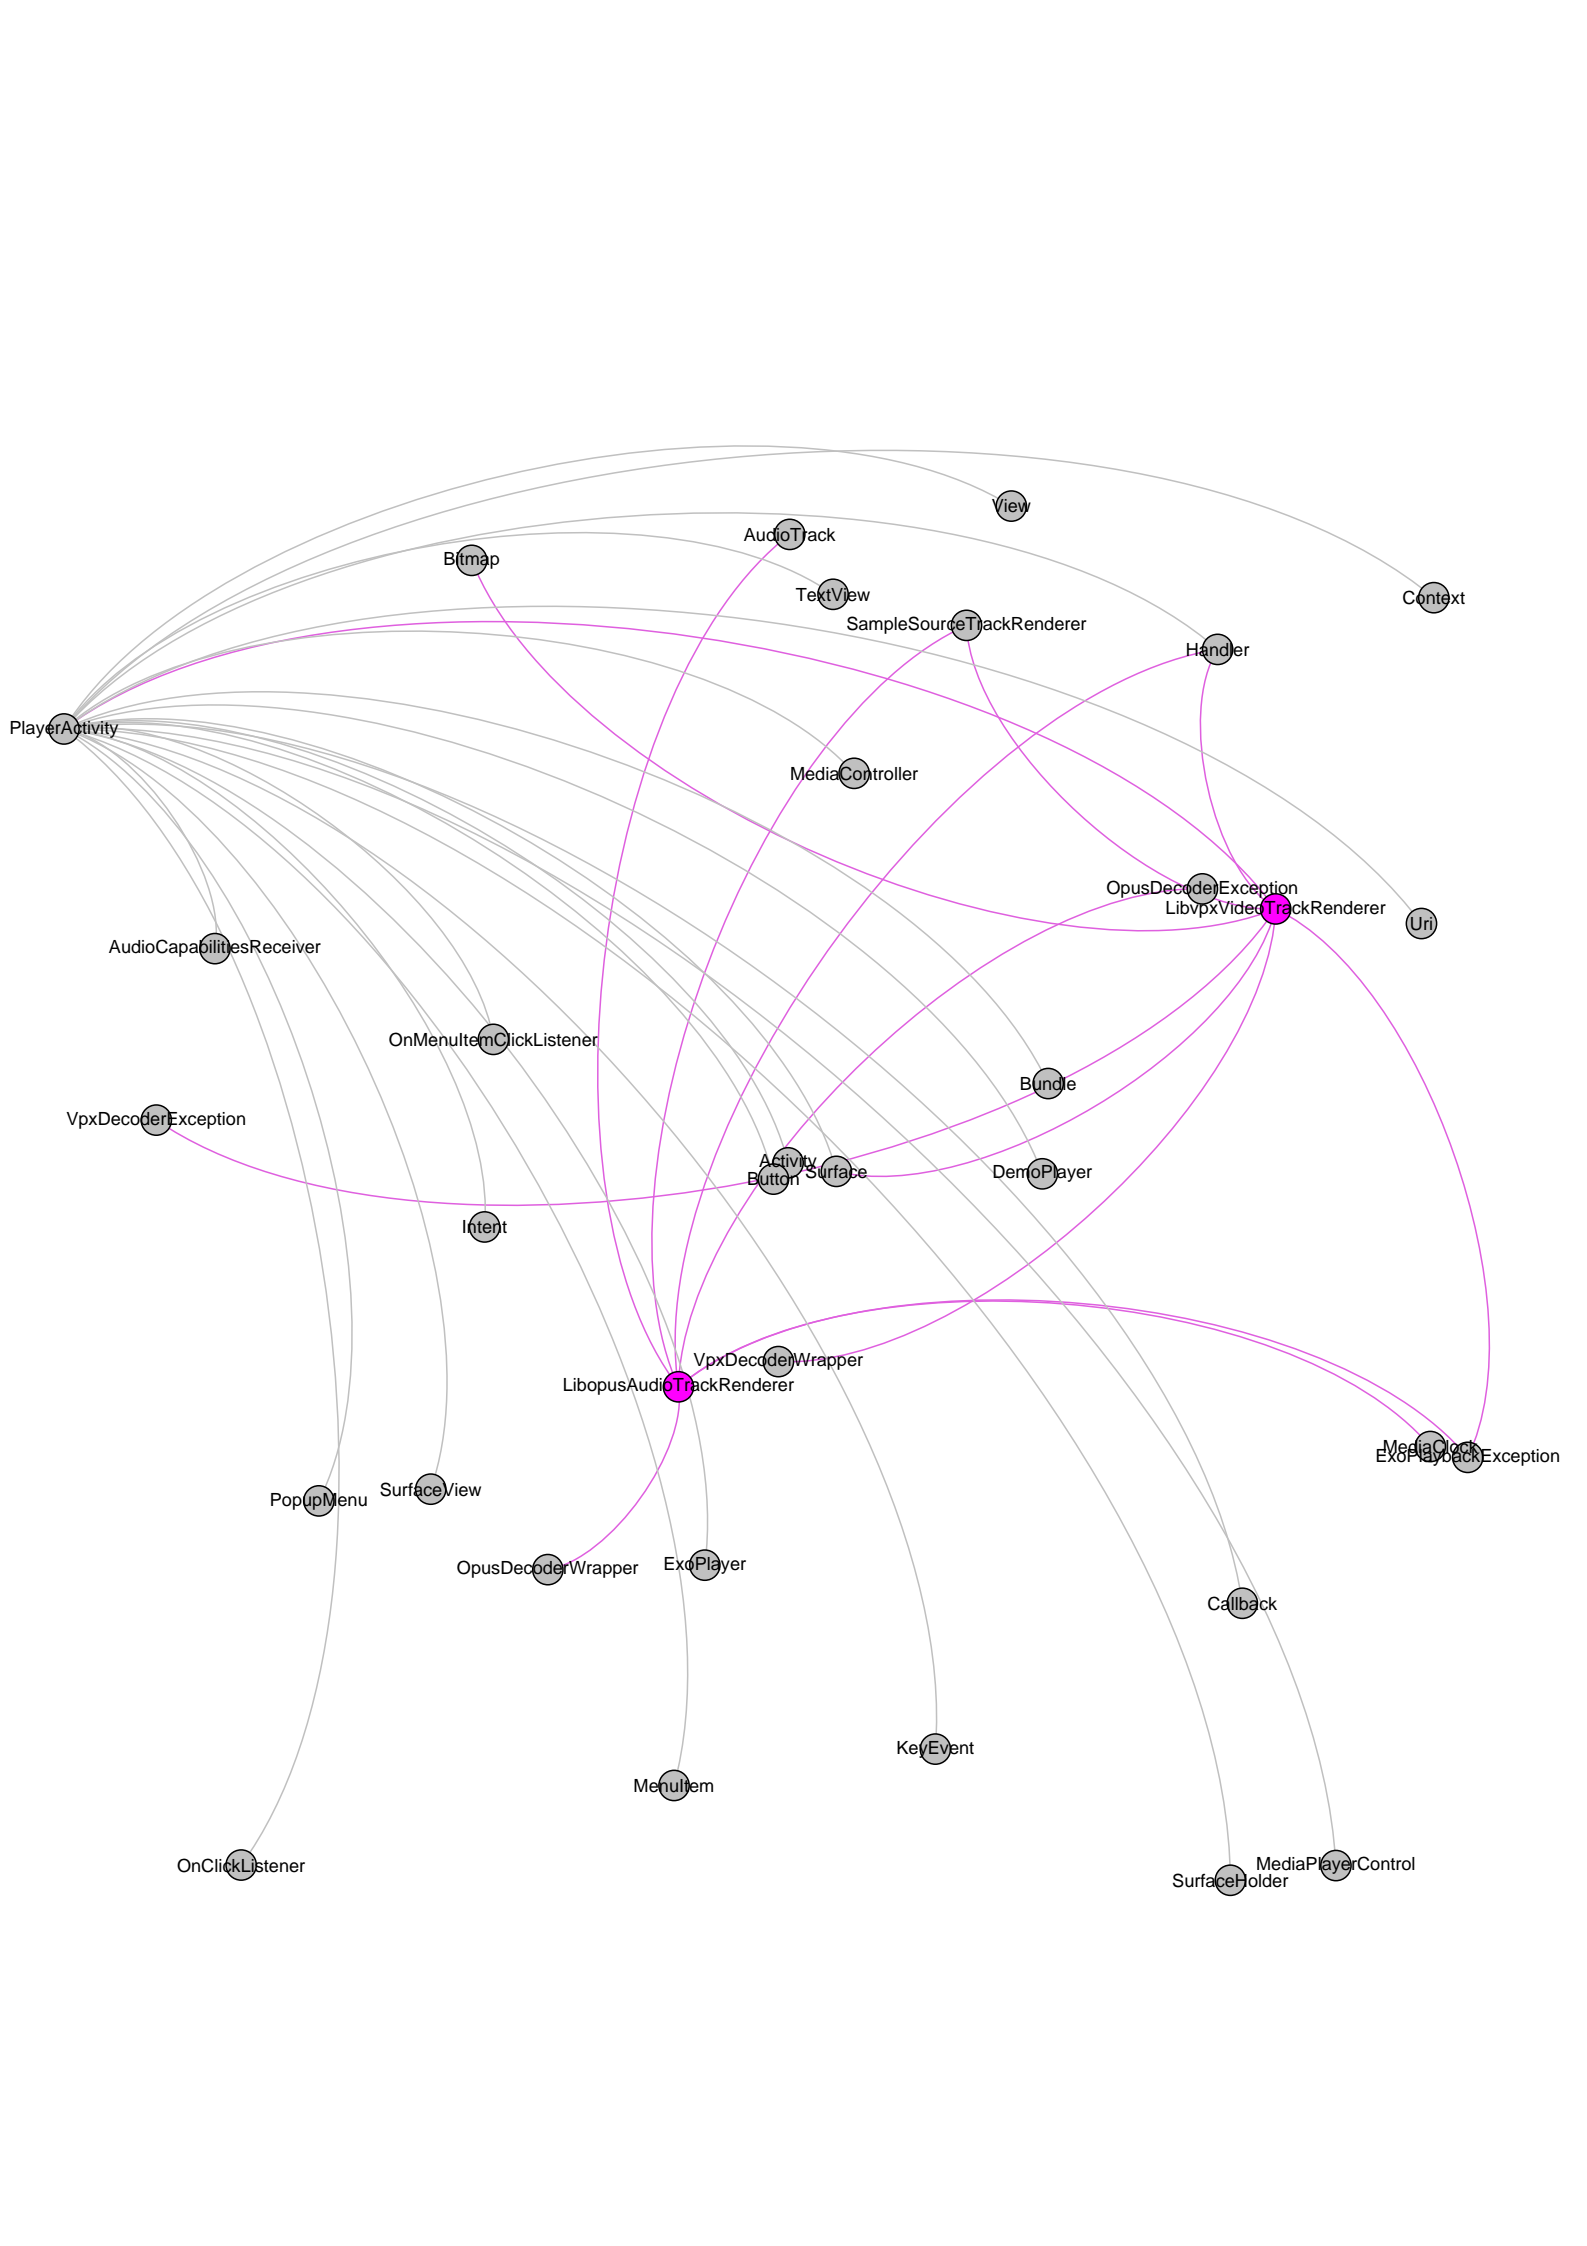 View
AudioTrack
Bitmap
TextView
Context
SampleSourceTrackRenderer
Handler
PlayerActivity
MediaController
OpusDecoderException
LibvpxVideoTrackRenderer
Uri
AudioCapabilitiesReceiver
OnMenuItemClickListener
Bundle
VpxDecoderException
Activity
Surface
DemoPlayer
Button
Intent
VpxDecoderWrapper
LibopusAudioTrackRenderer
MediaClock
ExoPlaybackException
SurfaceView
PopupMenu
ExoPlayer
OpusDecoderWrapper
Callback
KeyEvent
MenuItem
MediaPlayerControl
OnClickListener
SurfaceHolder